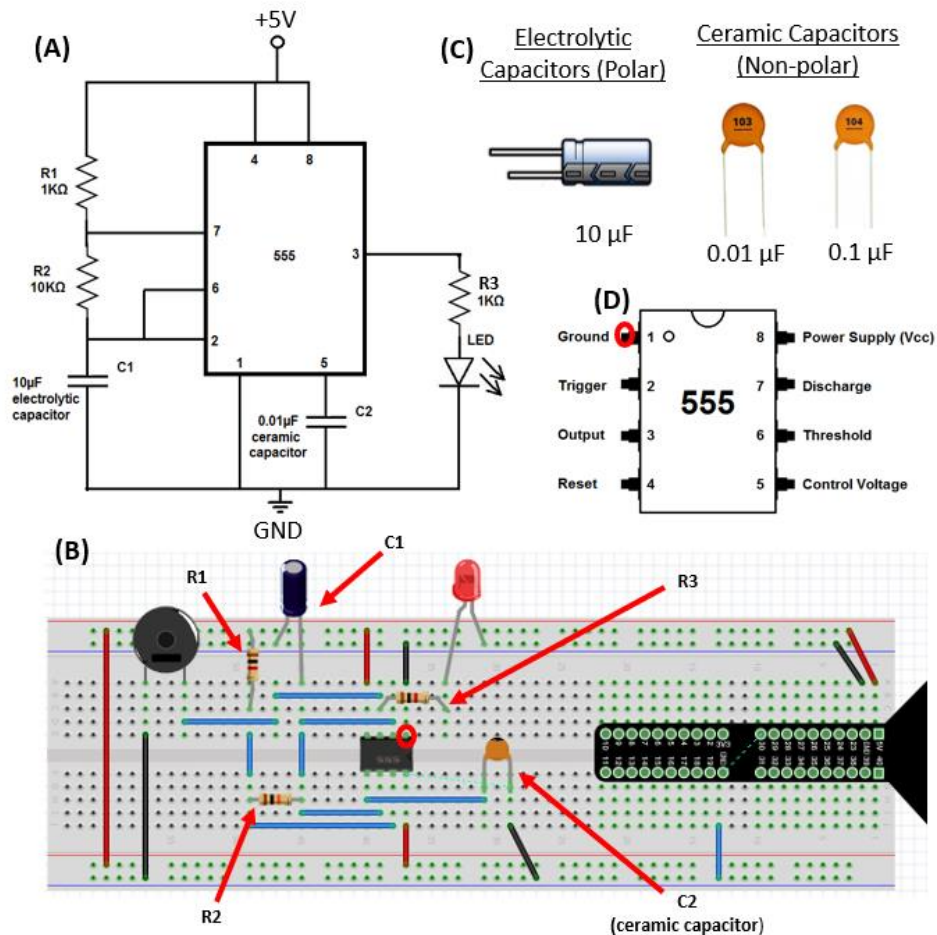 (A)
+5V
R1
1KΩ
R2
10KΩ
10µF
electrolytic
capacitor
C1
4
8
7
6
2
555
3
1
5
0.01µF
ceramic
capacitor
C2
R3
1KΩ
LED
GND
(C)
Electrolytic
Capacitors (Polar)
10 µF
Ceramic Capacitors
(Non-polar)
103
104
0.01 µF
0.1 µF
(D)
Ground
Trigger
Output
Reset
1
2
3
4
555
8
7
6
5
Power Supply (Vcc)
Discharge
Threshold
Control Voltage
(B)
R1
C1
R3
R2
C2
(ceramic capacitor)
555